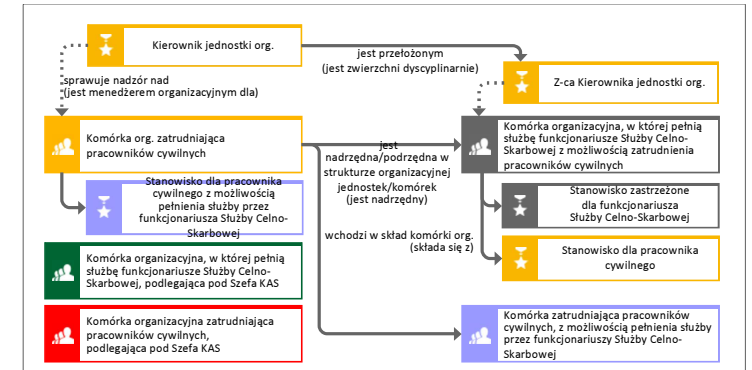 Kierownik jednostki org.
jest przełożonym
(jest zwierzchni dyscyplinarnie)
sprawuje nadzór nad
(jest menedżerem organizacyjnym dla)
Z-ca Kierownika jednostki org.
Komórka org. zatrudniająca
pracowników cywilnych
jest
nadrzędna/podrzędna w
strukturze organizacyjnej
jednostek/komórek
(jest nadrzędny)
Komórka organizacyjna, w której pełnią
służbę funkcjonariusze Służby Celno-
Skarbowej z możliwością zatrudnienia
pracowników cywilnych
Stanowisko dla pracownika
cywilnego z możliwością
pełnienia służby przez
funkcjonariusza Służby Celno-
Skarbowej
Stanowisko zastrzeżone
dla funkcjonariusza
Służby Celno-Skarbowej
wchodzi w skład komórki org.
(składa się z)
Stanowisko dla pracownika
cywilnego
Komórka organizacyjna, w której pełnią
służbę funkcjonariusze Służby Celno-
Skarbowej, podlegająca pod Szefa KAS
Komórka organizacyjna zatrudniająca
pracowników cywilnych,
podlegająca pod Szefa KAS
Komórka zatrudniająca pracowników
cywilnych, z możliwością pełnienia służby
przez funkcjonariuszy Służby Celno-
Skarbowej